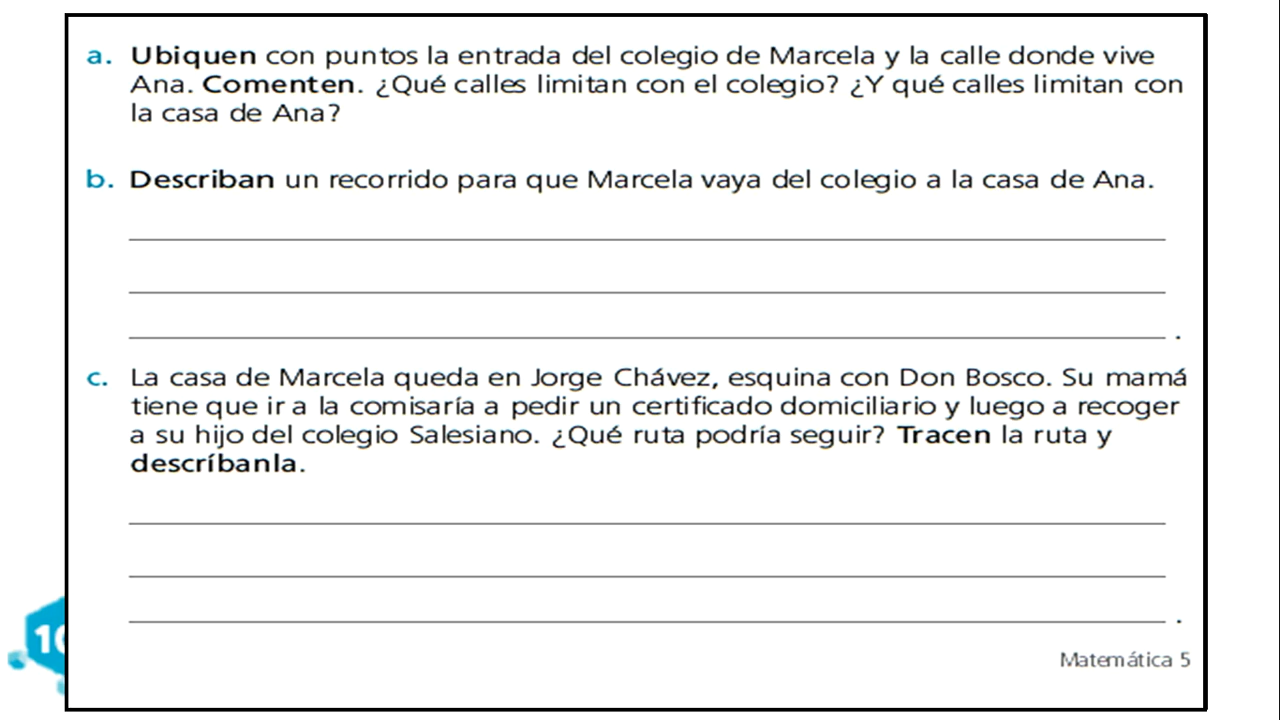 a. Ubiquen con puntos la entrada del colegio de Marcela y la calle donde vive
Ana. Comenten. ¿Qué calles limitan con el colegio? ¿Y qué calles limitan con
la casa de Ana?
b. Describan un recorrido para que Marcela vaya del colegio a la casa de Ana.
.
c. La casa de Marcela queda en Jorge Chávez, esquina con Don Bosco. Su mamá
tiene que ir a la comisaría a pedir un certificado domiciliario y luego a recoger
a su hijo del colegio Salesiano. ¿Qué ruta podría seguir? Tracen la ruta y
descríbanla.
.
Matemática 5